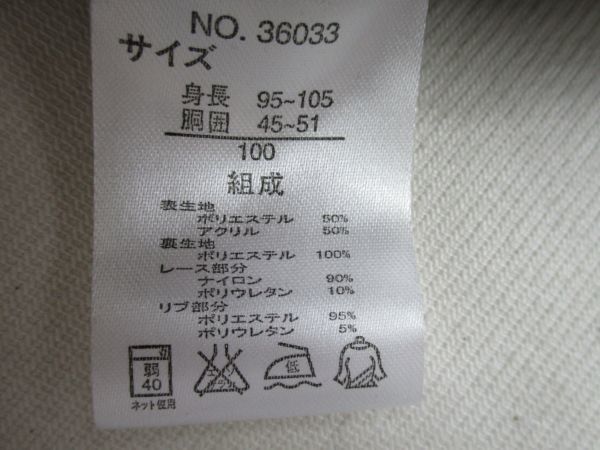 NO. 36033
サイズ
身長 95~105
胴囲 45~51
100
組成
表生地
ポリエステル 50%
アクリル 50%
裏生地
ポリエステル 100%
レース部分
ナイロン 90%
ポリウレタン 10%
リブ部分
ポリエステル 95%
ポリウレタン 5%
弱
40
低
ネット使用